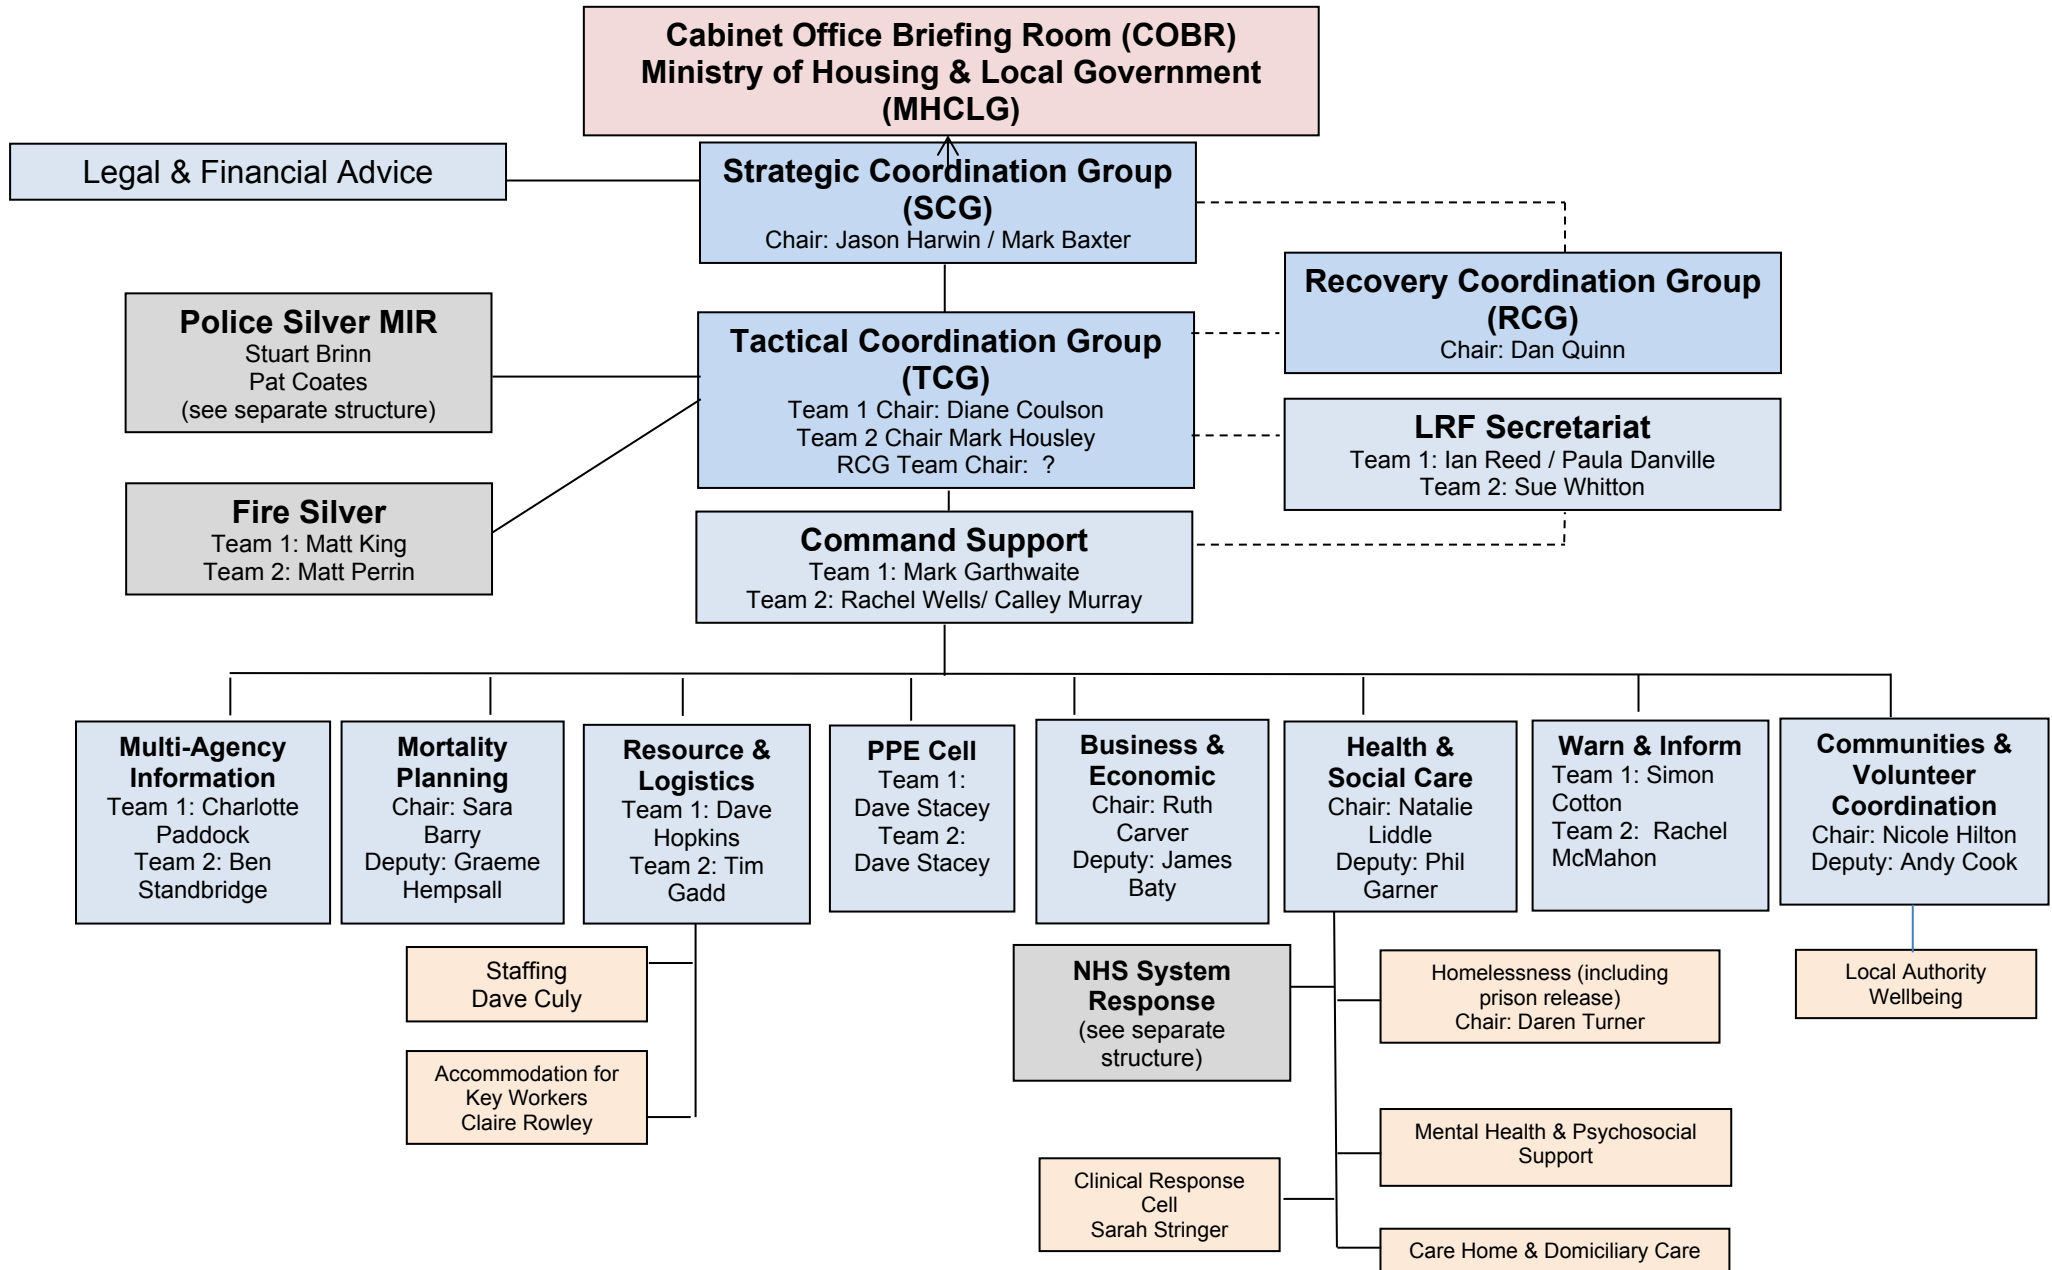 Cabinet Office Briefing Room (COBR)
Ministry of Housing & Local Government
(MHCLG)
Legal & Financial Advice
Strategic Coordination Group
(SCG)
Chair: Jason Harwin / Mark Baxter
Recovery Coordination Group
(RCG)
Chair: Dan Quinn
Police Silver MIR
Stuart Brinn
Pat Coates
(see separate structure)
Tactical Coordination Group
(TCG)
Team 1 Chair: Diane Coulson
Team 2 Chair Mark Housley
RCG Team Chair:  ?
LRF Secretariat
Team 1: Ian Reed / Paula Danville
Team 2: Sue Whitton
Fire Silver
Team 1: Matt King
Team 2: Matt Perrin
Command Support
Team 1: Mark Garthwaite
Team 2: Rachel Wells/ Calley Murray
Multi-Agency
Information
Team 1: Charlotte
Paddock
Team 2: Ben
Standbridge
Mortality
Planning
Chair: Sara
Barry
Deputy: Graeme
Hempsall
Resource &
Logistics
Team 1: Dave
Hopkins
Team 2: Tim
Gadd
PPE Cell
Team 1:
Dave Stacey
Team 2:
Dave Stacey
Business &
Economic
Chair: Ruth
Carver
Deputy: James
Baty
Health &
Social Care
Chair: Natalie
Liddle
Deputy: Phil
Garner
Warn & Inform
Team 1: Simon
Cotton
Team 2:  Rachel
McMahon
Communities &
Volunteer
Coordination
Chair: Nicole Hilton
Deputy: Andy Cook
Staffing
Dave Culy
Accommodation for
Key Workers
Claire Rowley
NHS System
Response
(see separate
structure)
Homelessness (including
prison release)
Chair: Daren Turner
Local Authority
Wellbeing
Mental Health & Psychosocial
Support
Clinical Response
Cell
Sarah Stringer
Care Home & Domiciliary Care